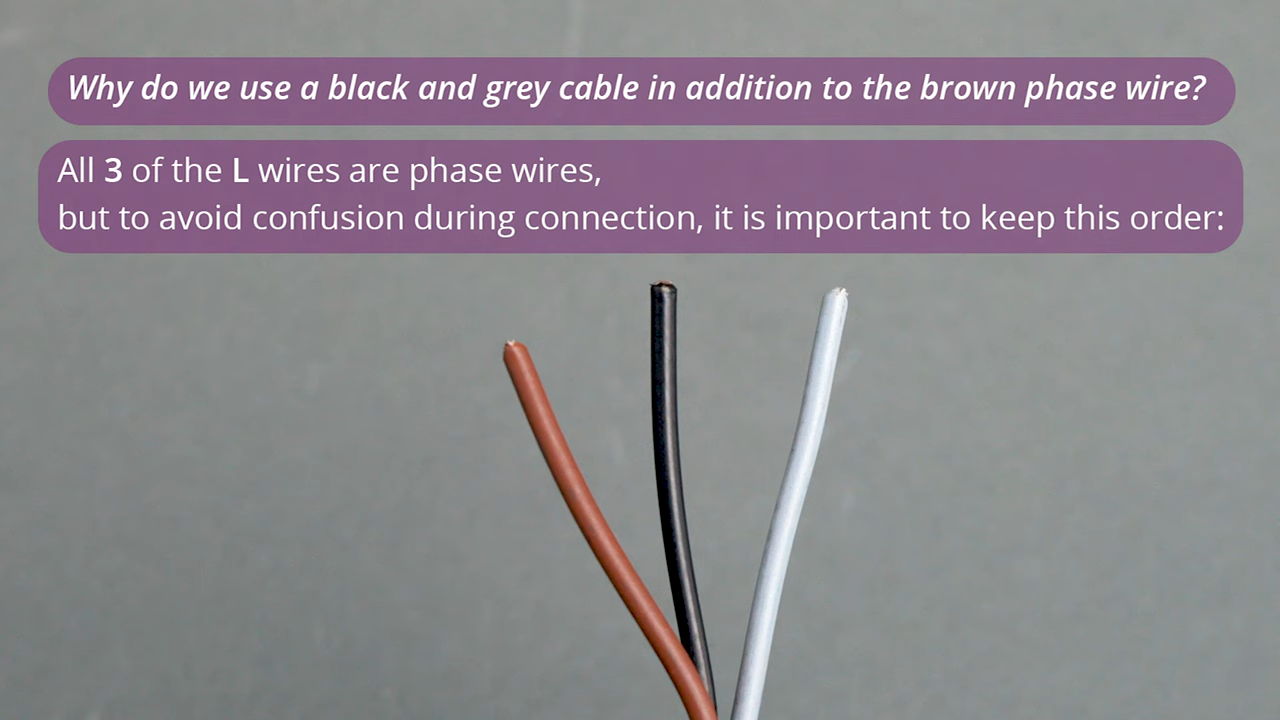 Why do we use a black and grey cable in addition to the brown phase wire?
All 3 of the L wires are phase wires,
but to avoid confusion during connection, it is important to keep this order: